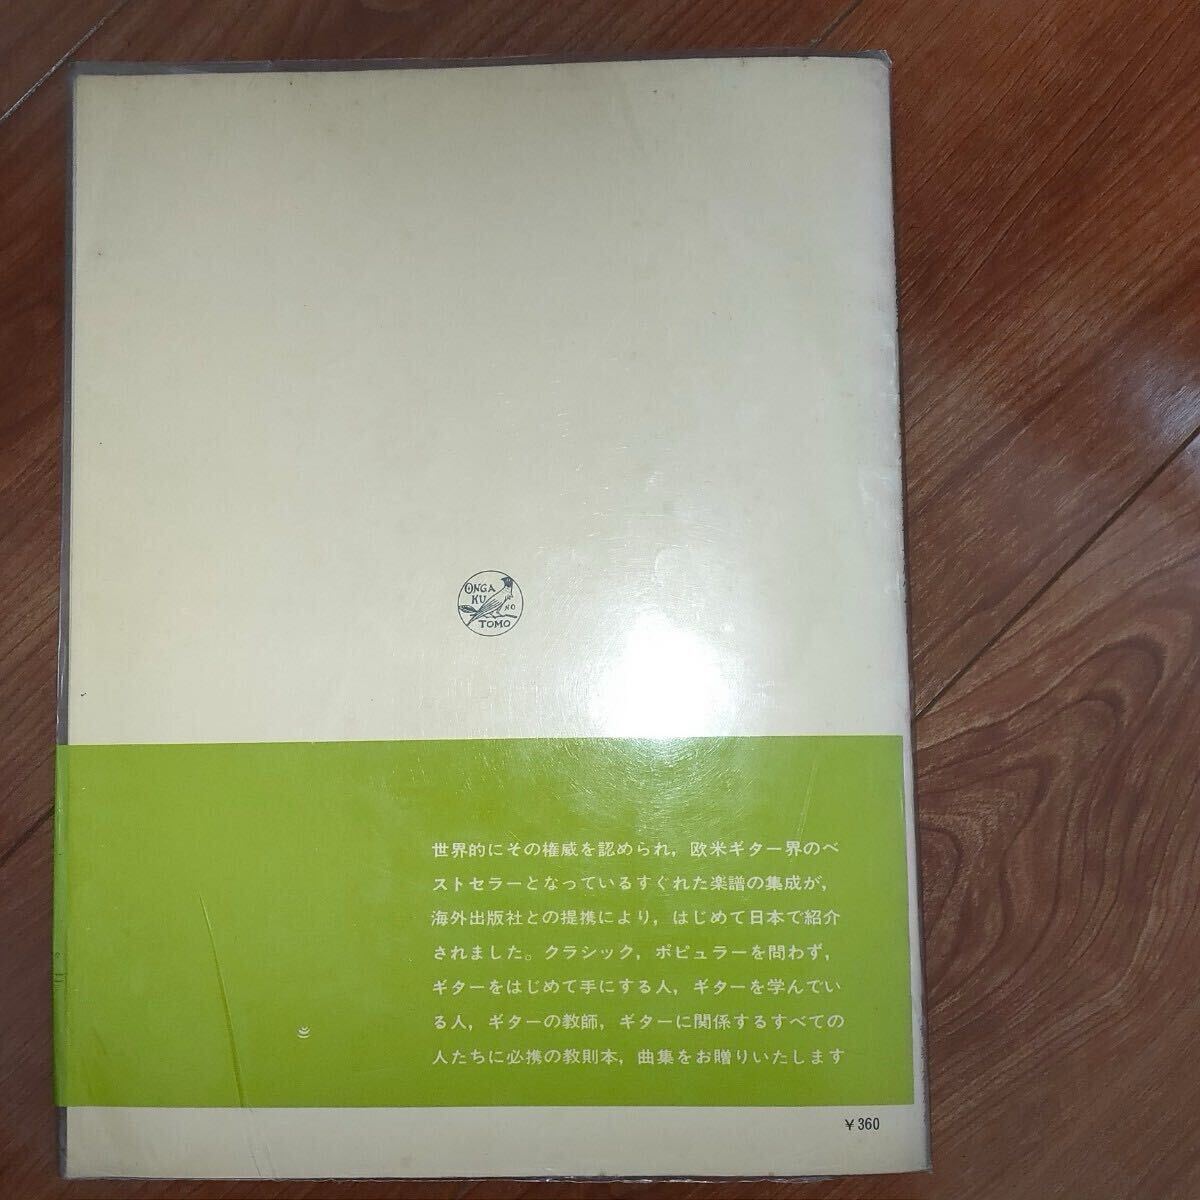 ONGA
KU
NO
TOMO
世界的にその権威を認められ，欧米ギター界のベ
ストセラーとなっているすぐれた楽譜の集成が，
海外出版社との提携により，はじめて日本で紹介
されました。クラシック，ポピュラーを問わず，
ギターをはじめて手にする人，ギターを学んでい
る人，ギターの教師，ギターに関係するすべての
人たちに必携の教則本，曲集をお贈りいたします
￥360